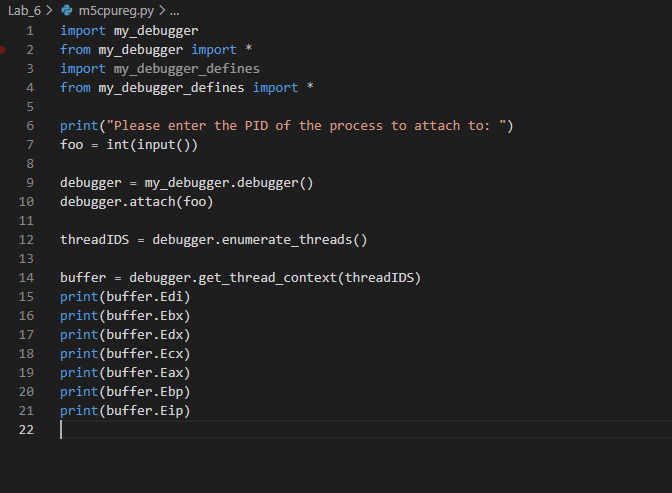 Lab_6 > m5cpureg.py > ...
1 import my_debugger
2 from my_debugger import *
3 import my_debugger_defines
4 from my_debugger_defines import *
5
6 print("Please enter the PID of the process to attach to: ")
7 foo = int(input())
8
9 debugger = my_debugger.debugger()
10 debugger.attach(foo)
11
12 threadIDS = debugger.enumerate_threads()
13
14 buffer = debugger.get_thread_context(threadIDS)
15 print(buffer.Edi)
16 print(buffer.Ebx)
17 print(buffer.Edx)
18 print(buffer.Ecx)
19 print(buffer.Eax)
20 print(buffer.Ebp)
21 print(buffer.Eip)
22